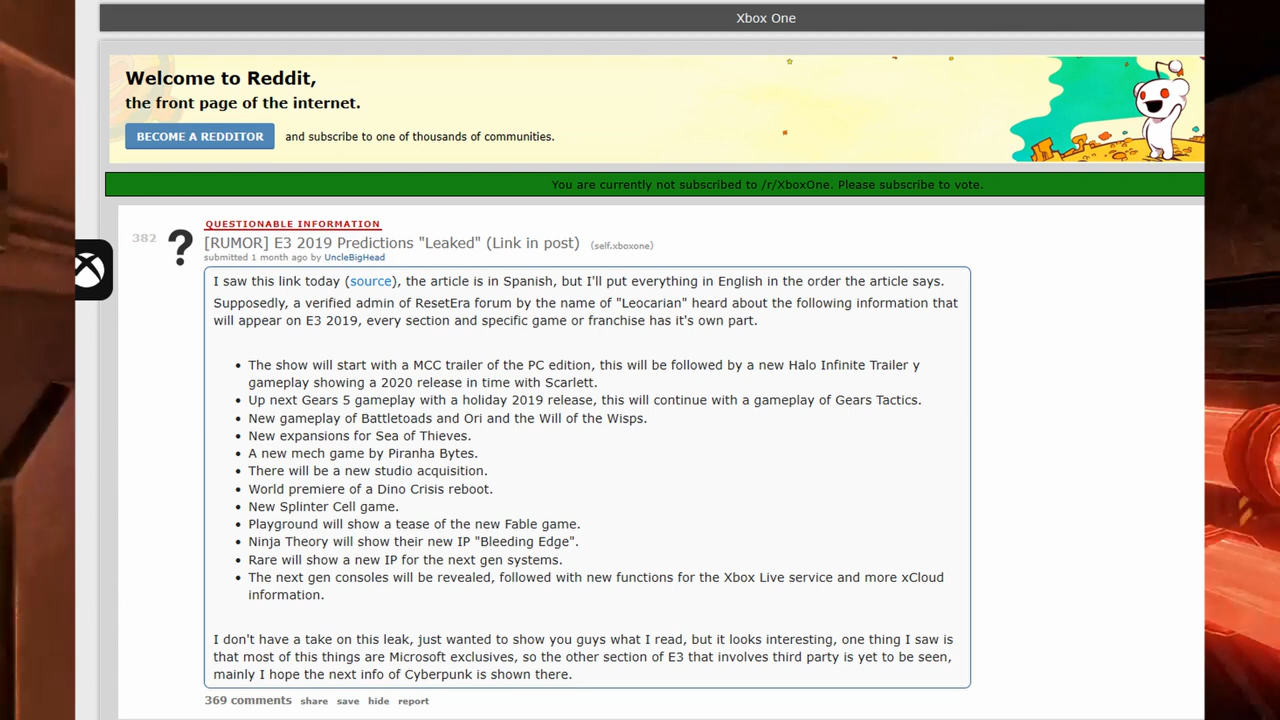 Xbox One
Welcome to Reddit,
the front page of the internet.
BECOME A REDDITOR and subscribe to one of thousands of communities.
You are currently not subscribed to /r/XboxOne. Please subscribe to vote.
QUESTIONABLE INFORMATION
382
[RUMOR] E3 2019 Predictions "Leaked" (Link in post) (self.xboxone)
submitted 1 month ago by UncleBigHead
I saw this link today (source), the article is in Spanish, but I'll put everything in English in the order the article says.
Supposedly, a verified admin of ResetEra forum by the name of "Leocarian" heard about the following information that
will appear on E3 2019, every section and specific game or franchise has it's own part.
• The show will start with a MCC trailer of the PC edition, this will be followed by a new Halo Infinite Trailer y
gameplay showing a 2020 release in time with Scarlett.
• Up next Gears 5 gameplay with a holiday 2019 release, this will continue with a gameplay of Gears Tactics.
• New gameplay of Battletoads and Ori and the Will of the Wisps.
• New expansions for Sea of Thieves.
• A new mech game by Piranha Bytes.
• There will be a new studio acquisition.
• World premiere of a Dino Crisis reboot.
• New Splinter Cell game.
• Playground will show a tease of the new Fable game.
• Ninja Theory will show their new IP "Bleeding Edge".
• Rare will show a new IP for the next gen systems.
• The next gen consoles will be revealed, followed with new functions for the Xbox Live service and more xCloud
information.
I don't have a take on this leak, just wanted to show you guys what I read, but it looks interesting, one thing I saw is
that most of this things are Microsoft exclusives, so the other section of E3 that involves third party is yet to be seen,
mainly I hope the next info of Cyberpunk is shown there.
369 comments share save hide report